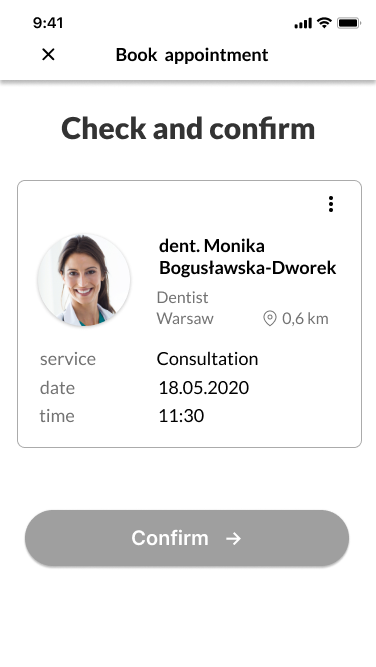 9:41
Book appointment
Check and confirm
dent. Monika
Bogusławska-Dworek
Dentist
Warsaw 0,6 km
service Consultation
date 18.05.2020
time 11:30
Confirm →